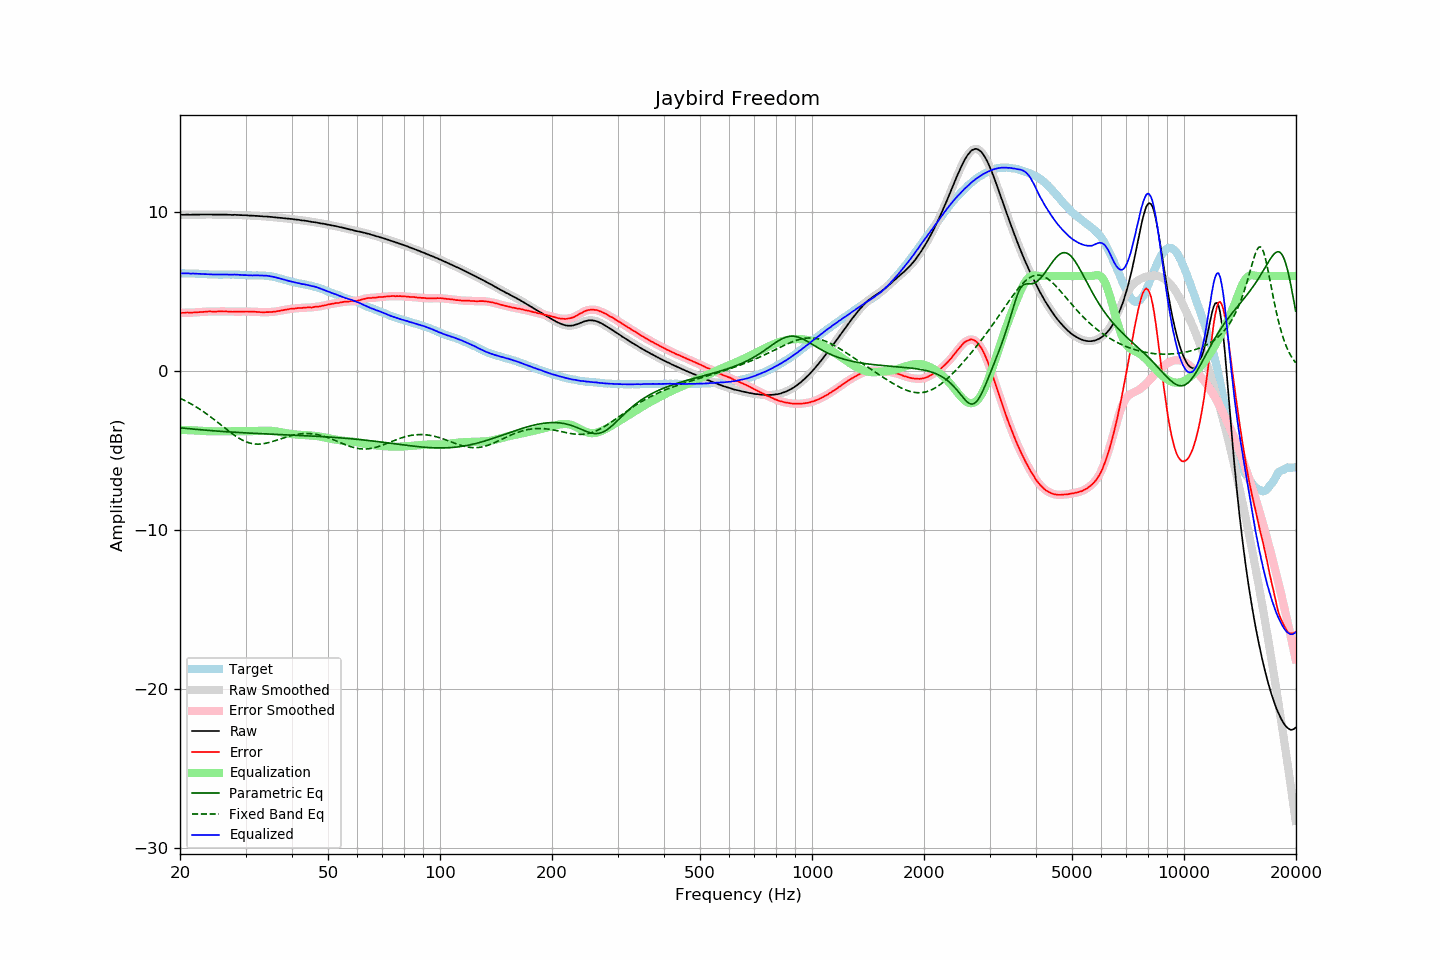 Jaybird Freedom
Amplitude (dBr)
10
0
−10
−20
−30
Target
Raw Smoothed
Error Smoothed
Raw
Error
Equalization
Parametric Eq
Fixed Band Eq
Equalized
20 50 100 200 500 1000 2000 5000 10000 20000
Frequency (Hz)